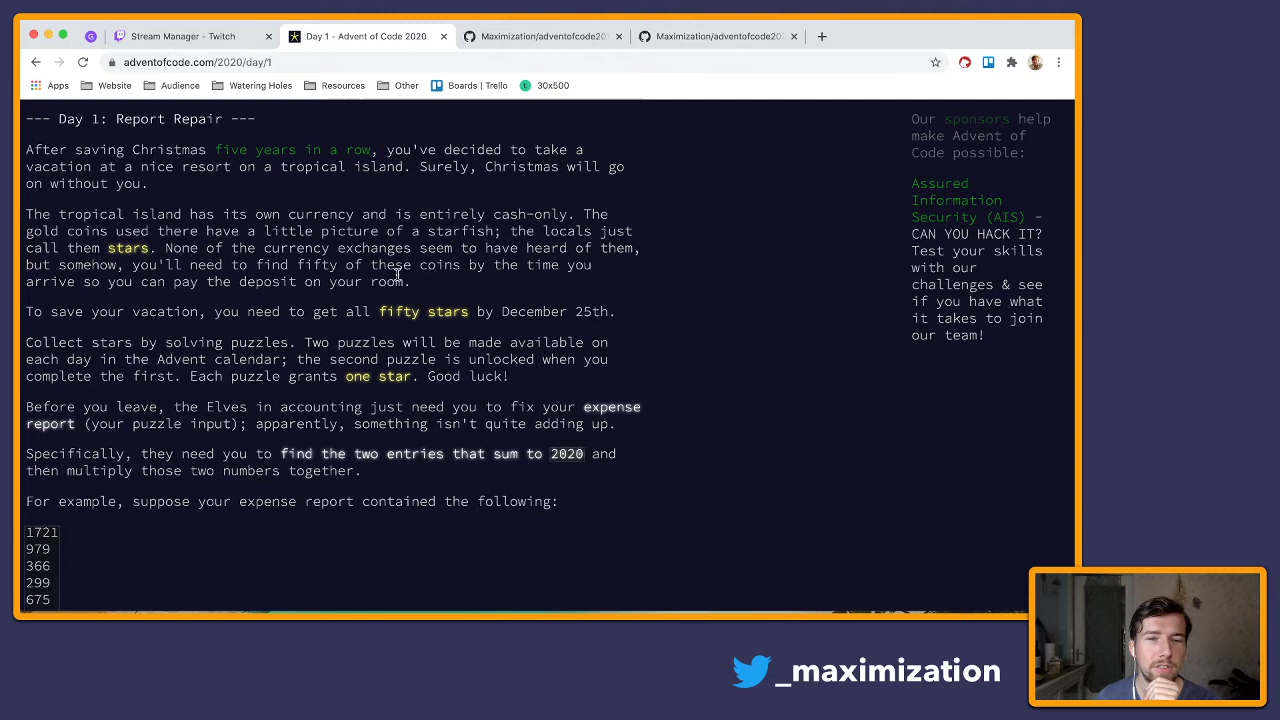 Stream Manager - Twitch
Day 1 - Advent of Code 2020
Maximization/adventofcode201
Maximization/adventofcode202
adventofcode.com/2020/day/1
Apps
Website
Audience
Watering Holes
Resources
Other
Boards | Trello
30x500
--- Day 1: Report Repair ---
After saving Christmas five years in a row, you've decided to take a
vacation at a nice resort on a tropical island. Surely, Christmas will go
on without you.
The tropical island has its own currency and is entirely cash-only. The
gold coins used there have a little picture of a starfish; the locals just
call them stars. None of the currency exchanges seem to have heard of them,
but somehow, you'll need to find fifty of these coins by the time you
arrive so you can pay the deposit on your room.
To save your vacation, you need to get all fifty stars by December 25th.
Collect stars by solving puzzles. Two puzzles will be made available on
each day in the Advent calendar; the second puzzle is unlocked when you
complete the first. Each puzzle grants one star. Good luck!
Before you leave, the Elves in accounting just need you to fix your expense
report (your puzzle input); apparently, something isn't quite adding up.
Specifically, they need you to find the two entries that sum to 2020 and
then multiply those two numbers together.
For example, suppose your expense report contained the following:
1721
979
366
299
675
Our sponsors help
make Advent of
Code possible:
Assured
Information
Security (AIS) -
CAN YOU HACK IT?
Test your skills
with our
challenges & see
if you have what
it takes to join
our team!
_maximization